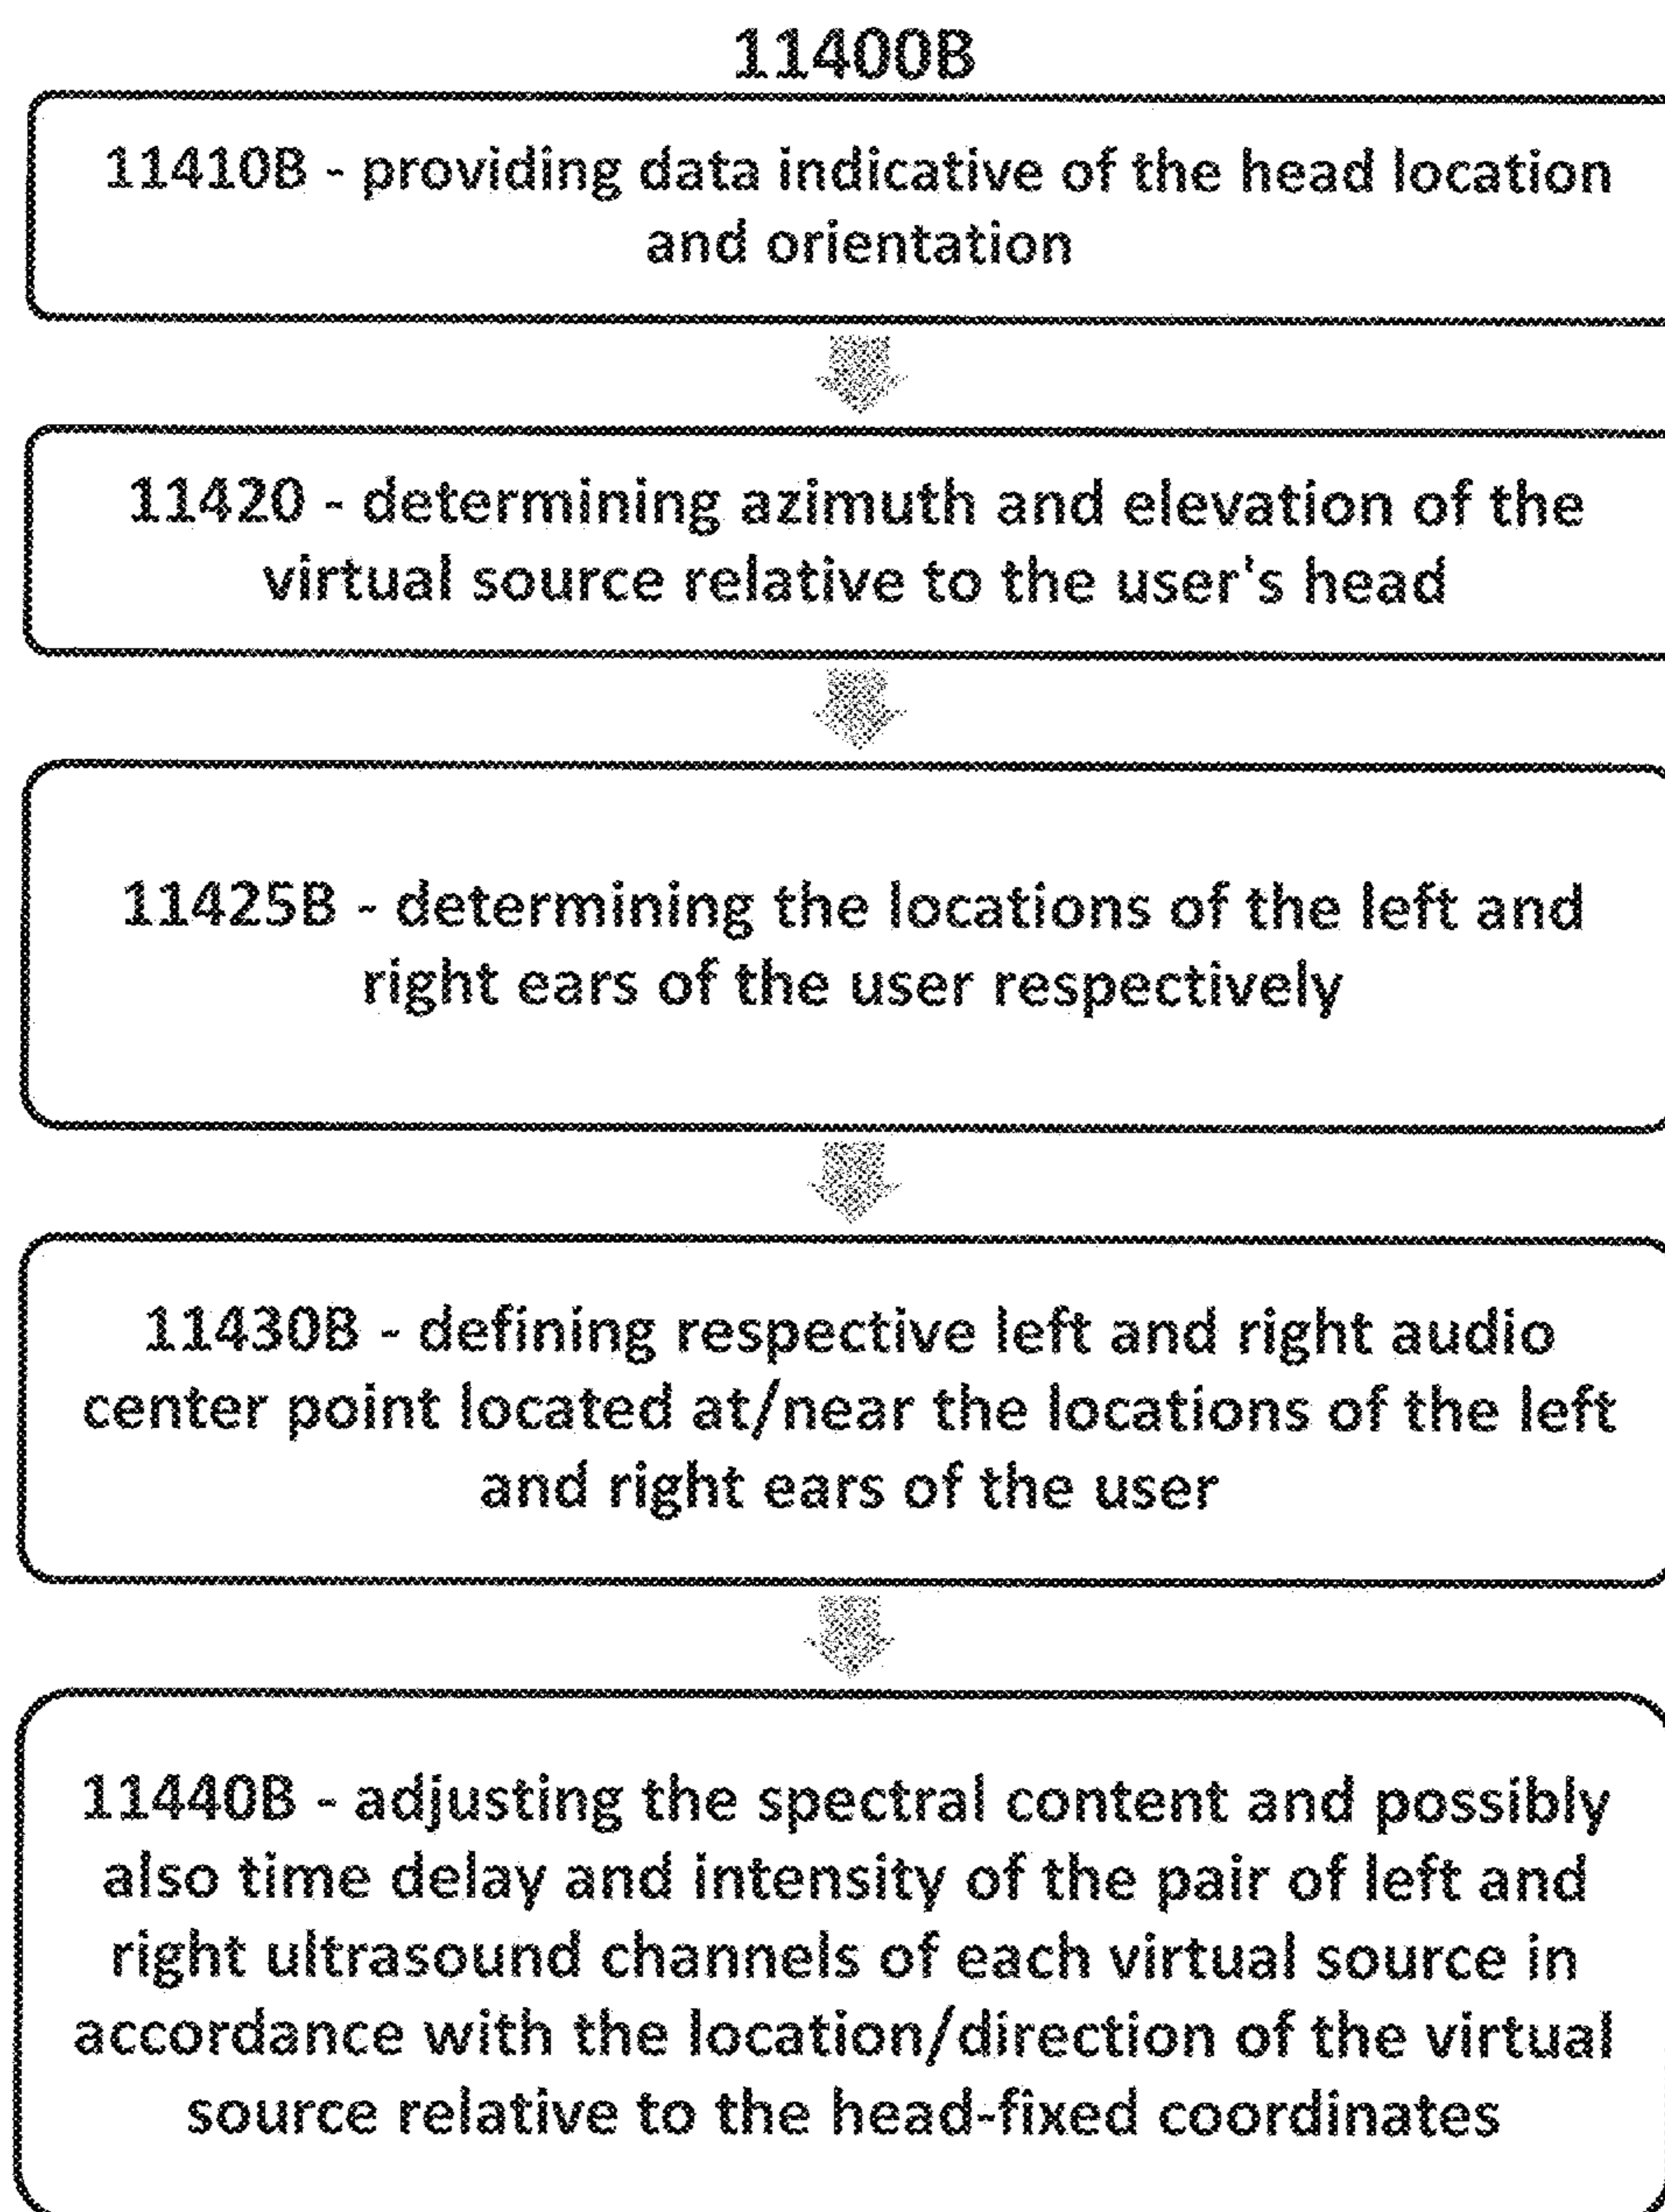 11400B
11410B - providing data indicative of the head location
and orientation
11420 - determining azimuth and elevation of the
virtual source relative to the user's head
11425B - determining the locations of the left and
right ears of the user respectively
11430B - defining respective left and right audio
center point located at/near the locations of the left
and right ears of the user
11440B - adjusting the spectral content and possibly
also time delay and intensity of the pair of left and
right ultrasound channels of each virtual source in
accordance with the location/direction of the virtual
source relative to the head-fixed coordinates